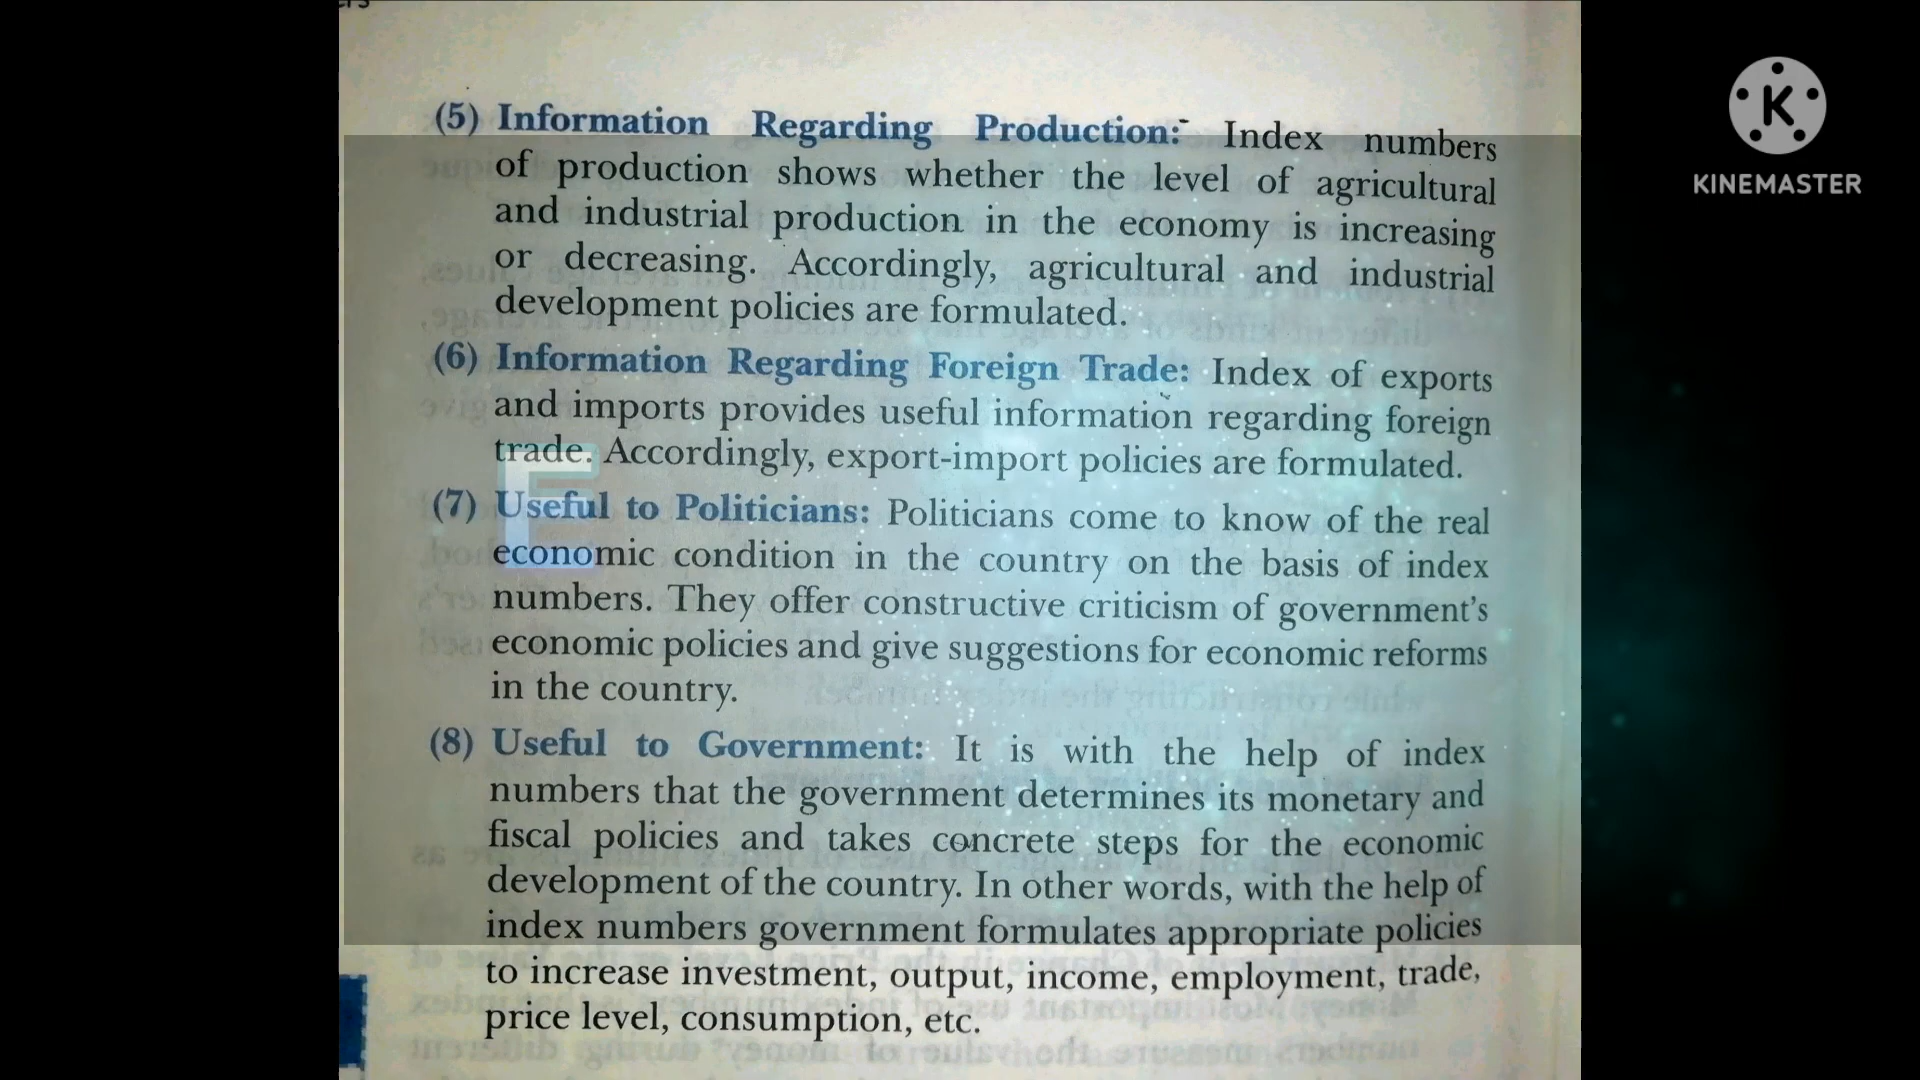 (5) Information Regarding Production: Index numbers
of production shows whether the level of agricultural
and industrial production in the economy is increasing
or decreasing. Accordingly, agricultural and industrial
development policies are formulated.
(6) Information Regarding Foreign Trade: Index of exports
and imports provides useful information regarding foreign
trade. Accordingly, export-import policies are formulated.
(7) Useful to Politicians: Politicians come to know of the real
economic condition in the country on the basis of index
numbers. They offer constructive criticism of government's
economic policies and give suggestions for economic reforms
in the country.
(8) Useful to Government: It is with the help of index
numbers that the government determines its monetary and
fiscal policies and takes concrete steps for the economic
development of the country. In other words, with the help of
index numbers government formulates appropriate policies
to increase investment, output, income, employment, trade,
price level, consumption, etc.
E
K
KINEMASTER